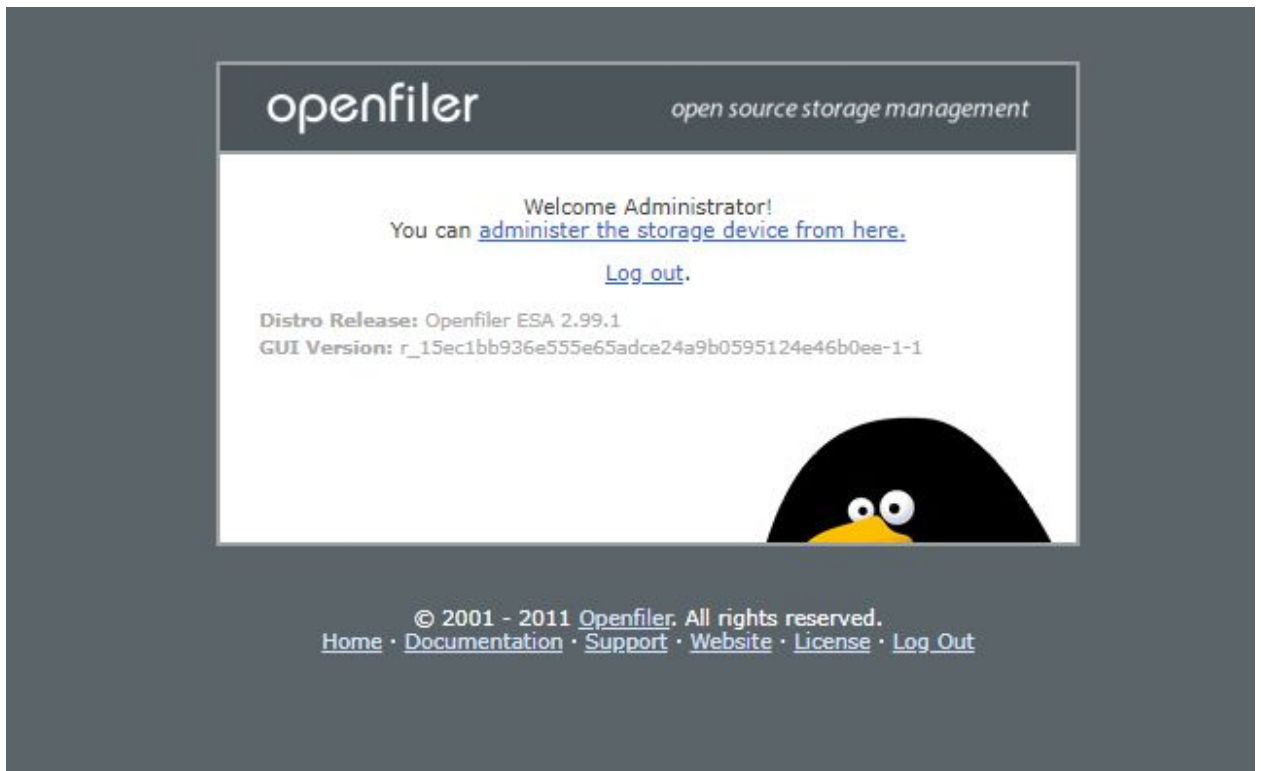 openfiler
open source storage management
Welcome Administrator!
You can administer the storage device from here.
Log out.
Distro Release: Openfiler ESA 2.99.1
GUI Version: r_15ec1bb936e555e65adce24a9b0595124e46b0ee-1-1
© 2001 - 2011 Openfiler. All rights reserved.
Home · Documentation · Support · Website · License · Log Out